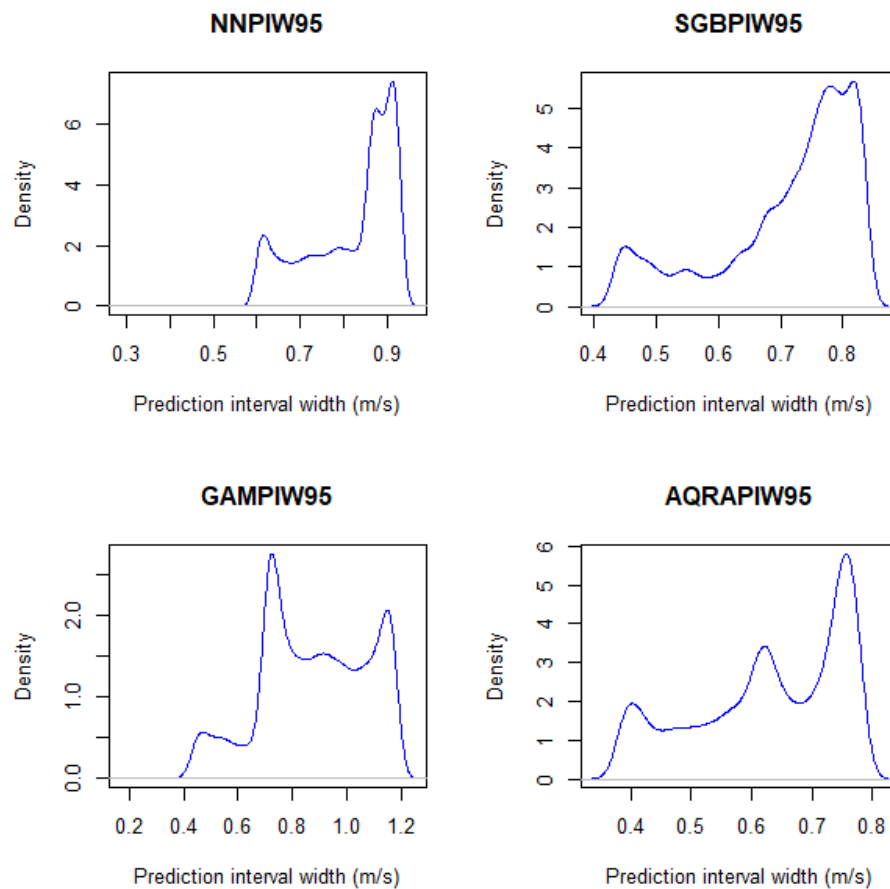 NNPIW95
Density
0 2 4 6
0.3 0.5 0.7 0.9
Prediction interval width (m/s)
SGBPIW95
Density
0 1 2 3 4 5
0.4 0.5 0.6 0.7 0.8
Prediction interval width (m/s)
GAMPIW95
Density
0.0 1.0 2.0
0.2 0.4 0.6 0.8 1.0 1.2
Prediction interval width (m/s)
AQRAPIW95
Density
0 1 2 3 4 5 6
0.4 0.5 0.6 0.7 0.8
Prediction interval width (m/s)